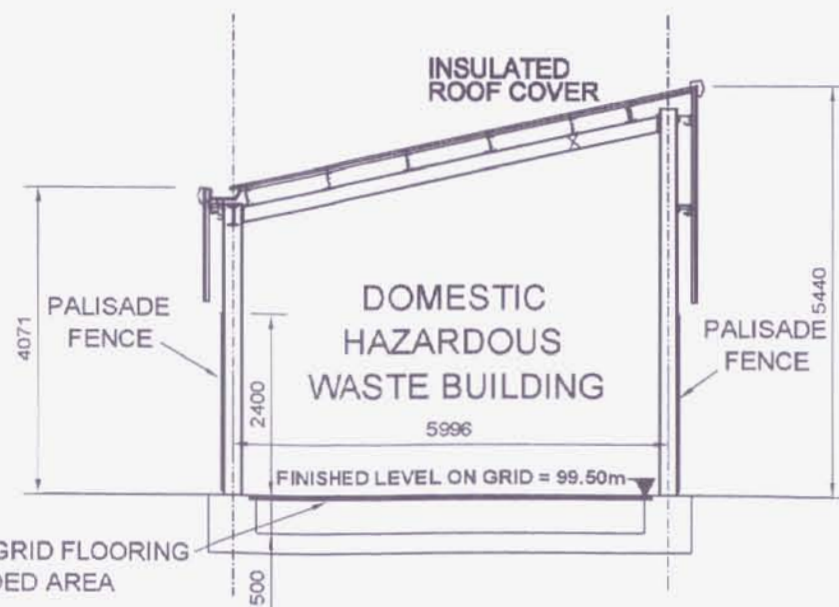 INSULATED
ROOF COVER
4071
PALISADE
FENCE
2400
DOMESTIC
HAZARDOUS
WASTE BUILDING
5996
5440
PALISADE
FENCE
FINISHED LEVEL ON GRID = 99.50m
GRID FLOORING
AREA
500